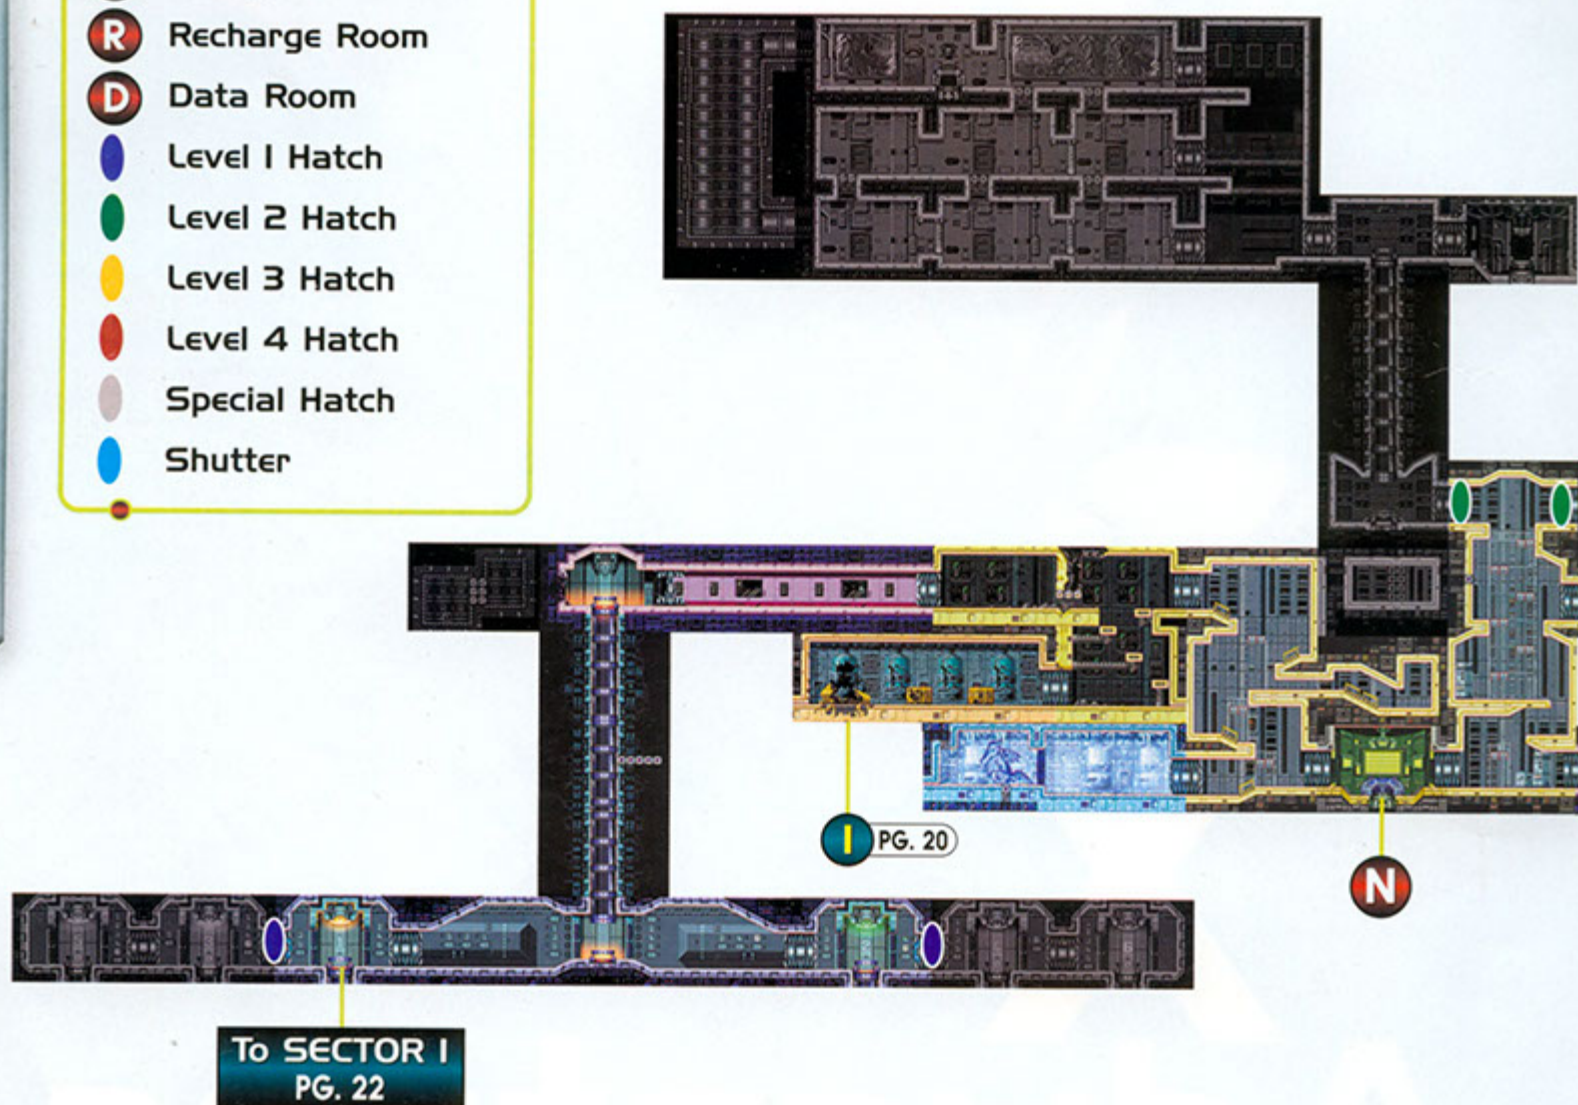 R Recharge Room
D Data Room
Level 1 Hatch
Level 2 Hatch
Level 3 Hatch
Level 4 Hatch
Special Hatch
Shutter
I PG. 20
N
To SECTOR 1
PG. 22